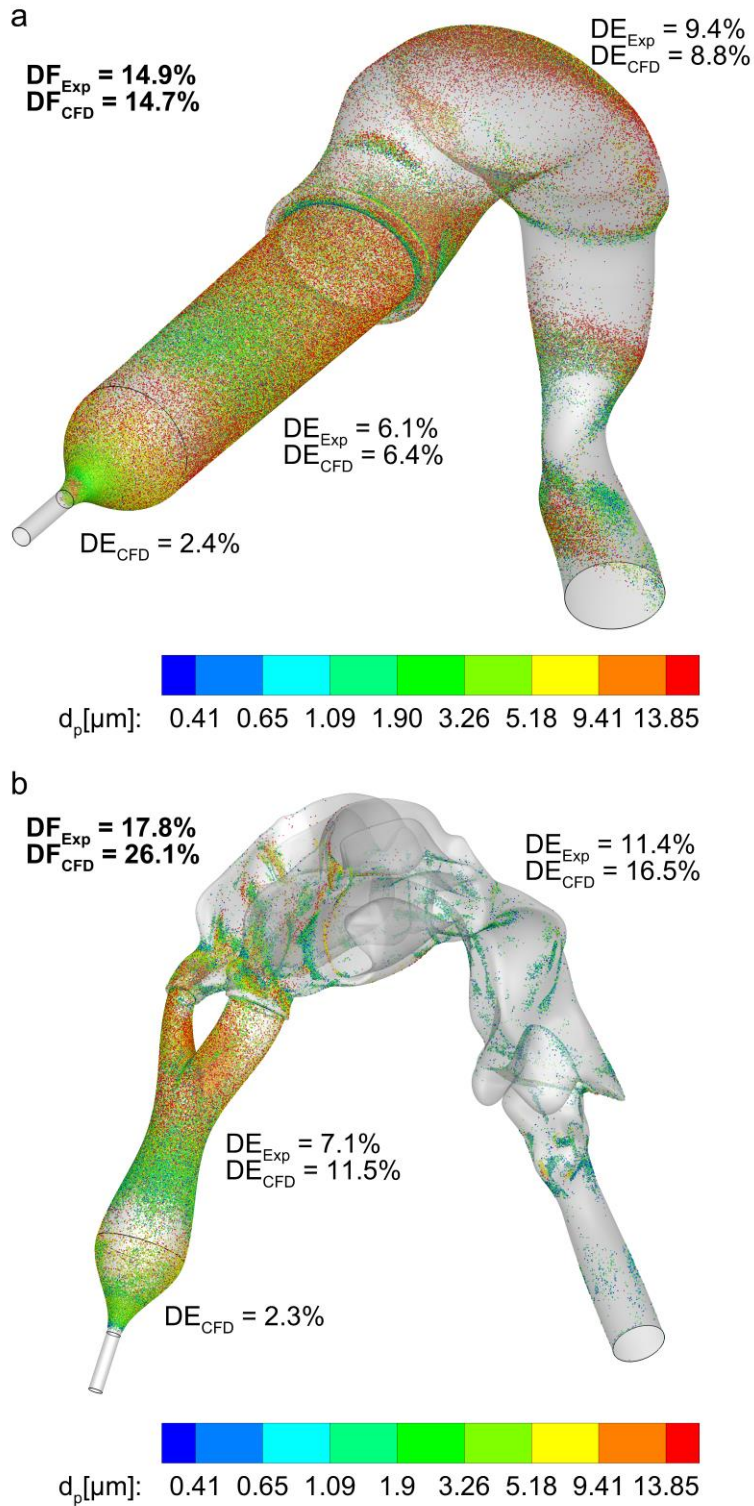 a
DF_Exp = 14.9%
DF_CFD = 14.7%
DE_Exp = 9.4%
DE_CFD = 8.8%
DE_Exp = 6.1%
DE_CFD = 6.4%
DE_CFD = 2.4%
d_p[µm]: 0.41 0.65 1.09 1.90 3.26 5.18 9.41 13.85
b
DF_Exp = 17.8%
DF_CFD = 26.1%
DE_Exp = 11.4%
DE_CFD = 16.5%
DE_Exp = 7.1%
DE_CFD = 11.5%
DE_CFD = 2.3%
d_p[µm]: 0.41 0.65 1.09 1.9 3.26 5.18 9.41 13.85